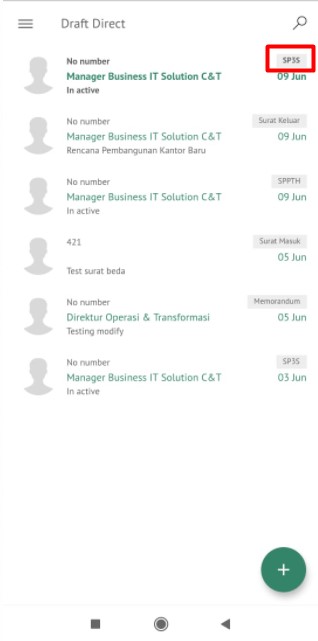 Draft Direct
No number SP3S
Manager Business IT Solution C&T 09 Jun
In active
No number Surat Keluar
Manager Business IT Solution C&T 09 Jun
Rencana Pembangunan Kantor Baru
No number SPPTH
Manager Business IT Solution C&T 09 Jun
In active
421 Surat Masuk
05 Jun
Test surat beda
No number Memorandum
Direktur Operasi & Transformasi 05 Jun
Testing modify
No number SP3S
Manager Business IT Solution C&T 03 Jun
In active